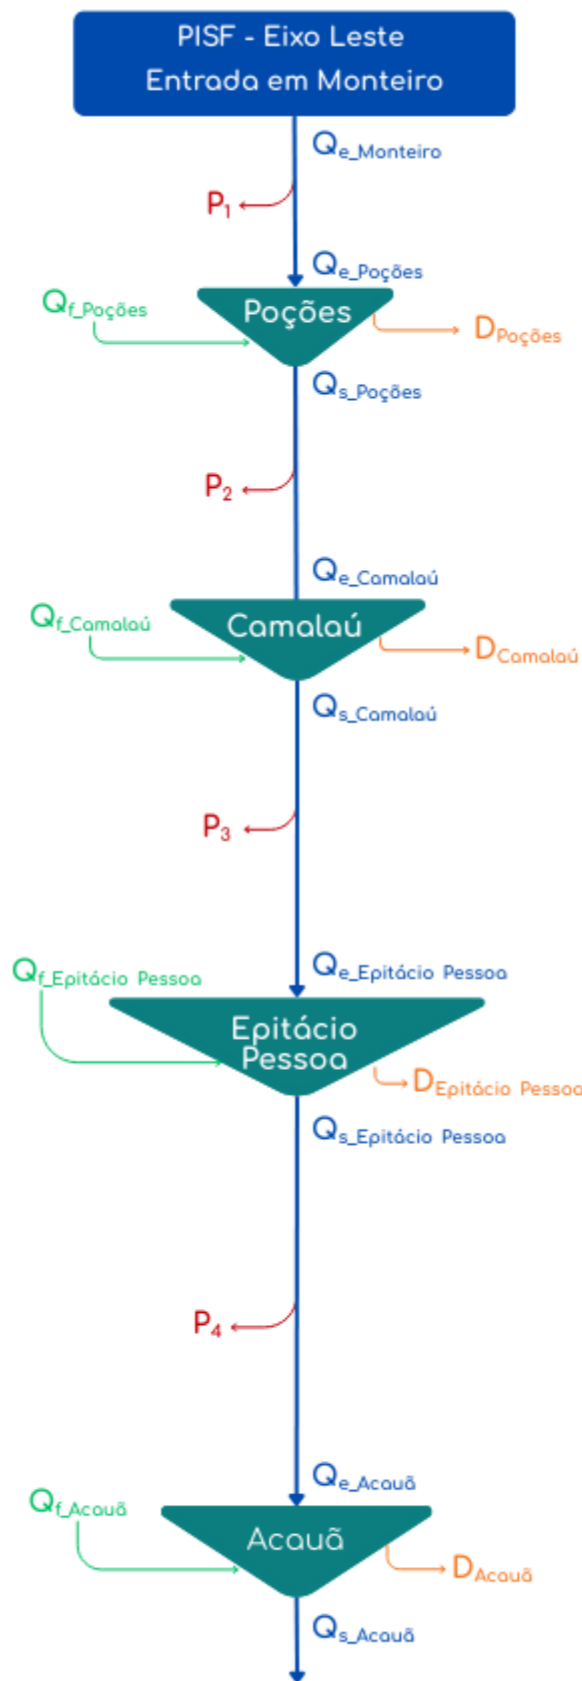 PISF - Eixo Leste
Entrada em Monteiro
Qe_Monteiro
P1
Qe_Poções
Qf_Poções
Poções
DPoções
Qs_Poções
P2
Qe_Camalaú
Qf_Camalaú
Camalaú
DCamalaú
Qs_Camalaú
P3
Qe_Epitácio Pessoa
Qf_Epitácio Pessoa
Epitácio
Pessoa
DEpitácio Pessoa
Qs_Epitácio Pessoa
P4
Qe_Acauã
Qf_Acauã
Acauã
DAcauã
Qs_Acauã